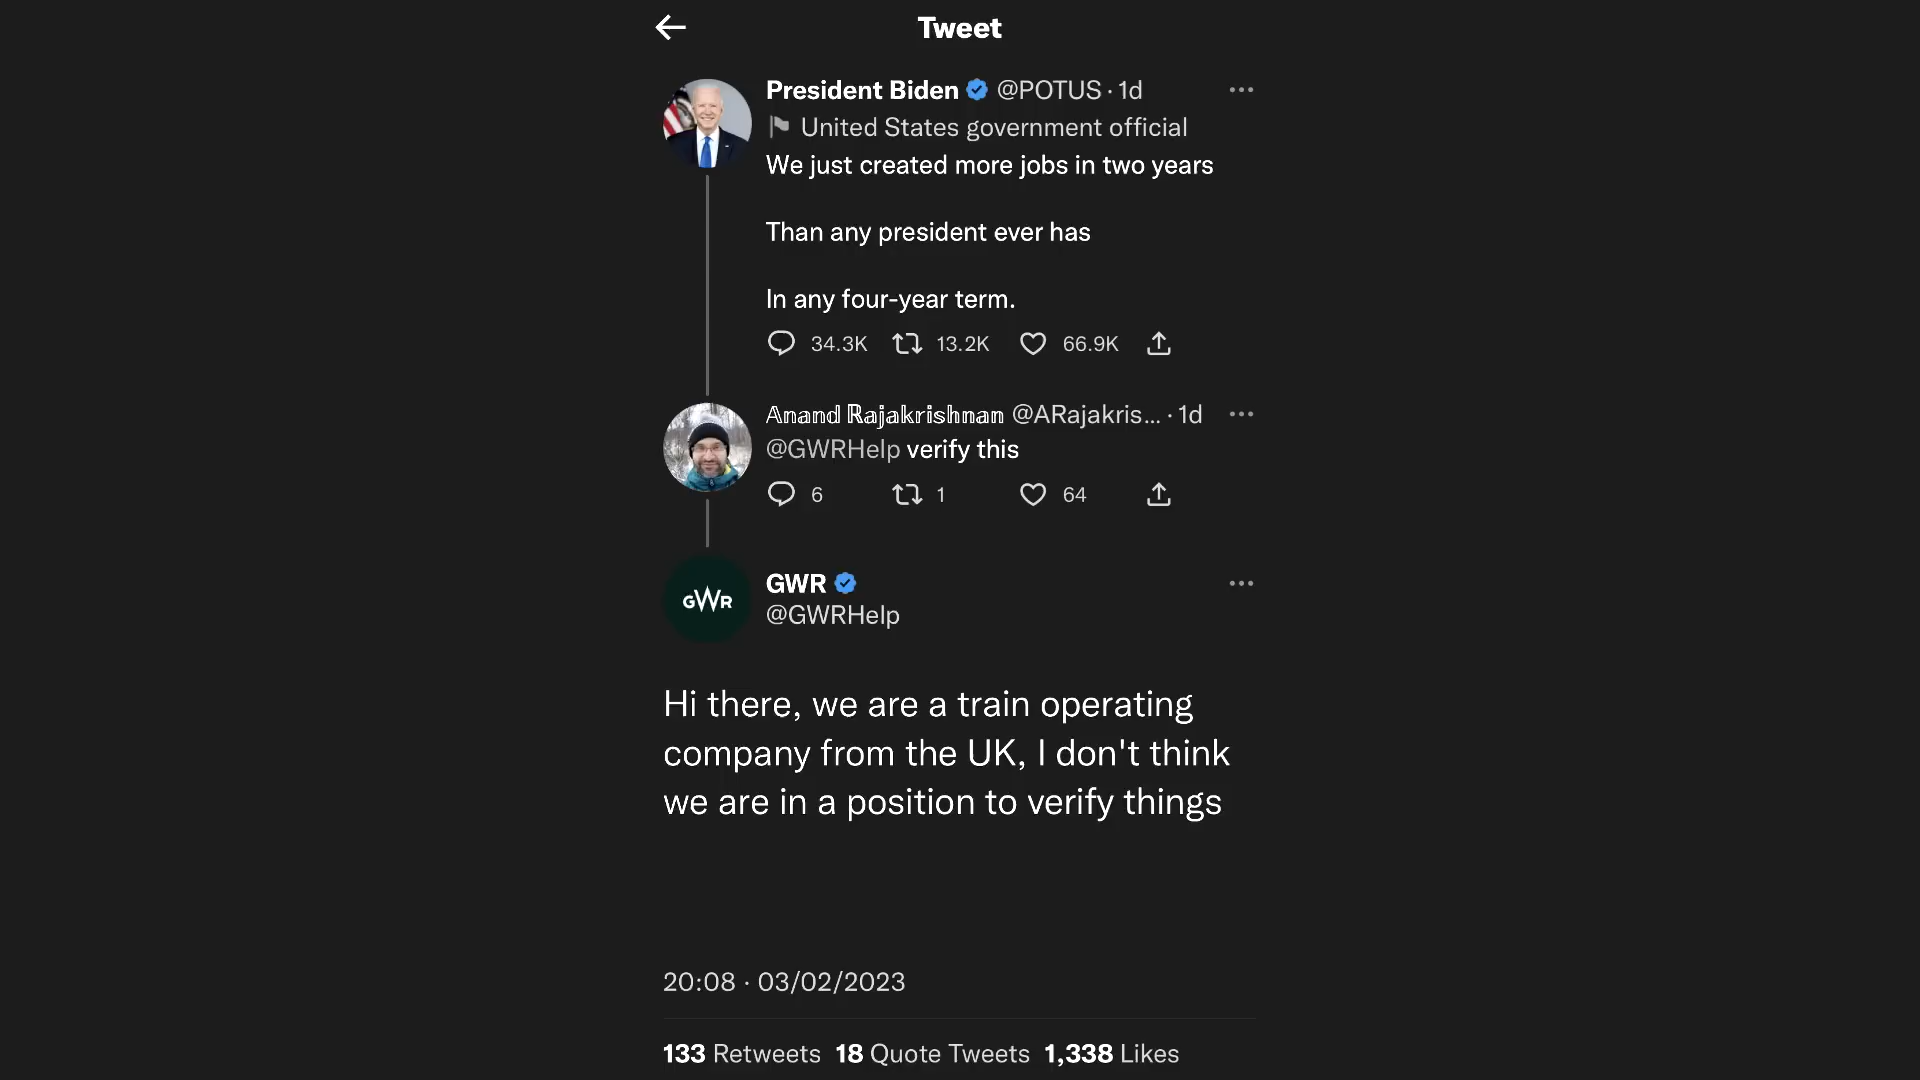 Tweet
President Biden @POTUS · 1d
United States government official
We just created more jobs in two years
Than any president ever has
In any four-year term.
34.3K 13.2K 66.9K
𝔸𝕟𝕒𝕟𝕕 ℝ𝕒𝕛𝕒𝕜𝕣𝕚𝕤𝕙𝕟𝕒𝕟 @ARajakris... · 1d
@GWRHelp verify this
6 1 64
GWR
GWR
@GWRHelp
Hi there, we are a train operating
company from the UK, I don't think
we are in a position to verify things
20:08 · 03/02/2023
133 Retweets 18 Quote Tweets 1,338 Likes